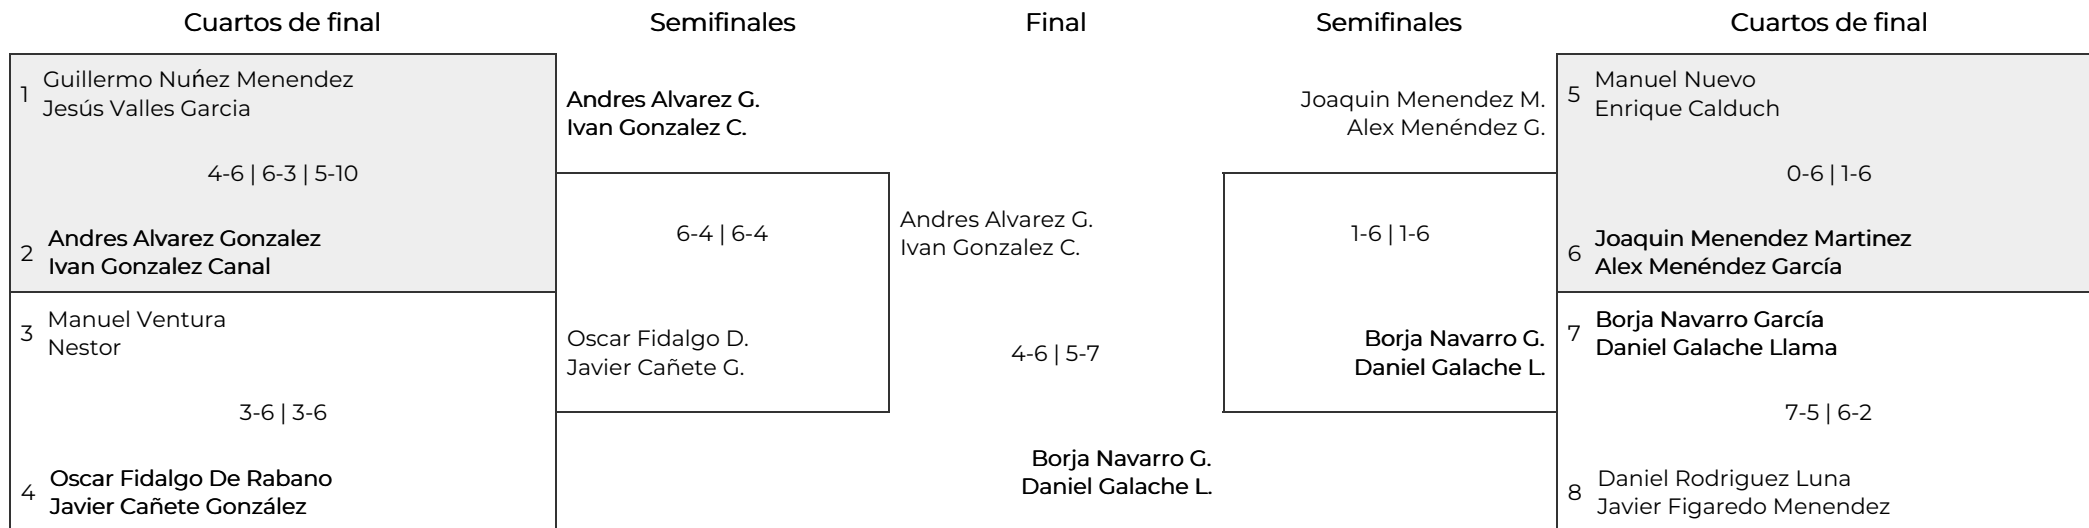 Cuartos de final
Semifinales
Final
Semifinales
Cuartos de final
1
Guillermo Nuńez Menendez
Jesús Valles Garcia
4-6 | 6-3 | 5-10
2
Andres Alvarez Gonzalez
Ivan Gonzalez Canal
3
Manuel Ventura
Nestor
3-6 | 3-6
4
Oscar Fidalgo De Rabano
Javier Cañete González
Andres Alvarez G.
Ivan Gonzalez C.
6-4 | 6-4
Oscar Fidalgo D.
Javier Cañete G.
Andres Alvarez G.
Ivan Gonzalez C.
4-6 | 5-7
Borja Navarro G.
Daniel Galache L.
Joaquin Menendez M.
Alex Menéndez G.
1-6 | 1-6
Borja Navarro G.
Daniel Galache L.
5
Manuel Nuevo
Enrique Calduch
0-6 | 1-6
6
Joaquin Menendez Martinez
Alex Menéndez García
7
Borja Navarro García
Daniel Galache Llama
7-5 | 6-2
8
Daniel Rodriguez Luna
Javier Figaredo Menendez